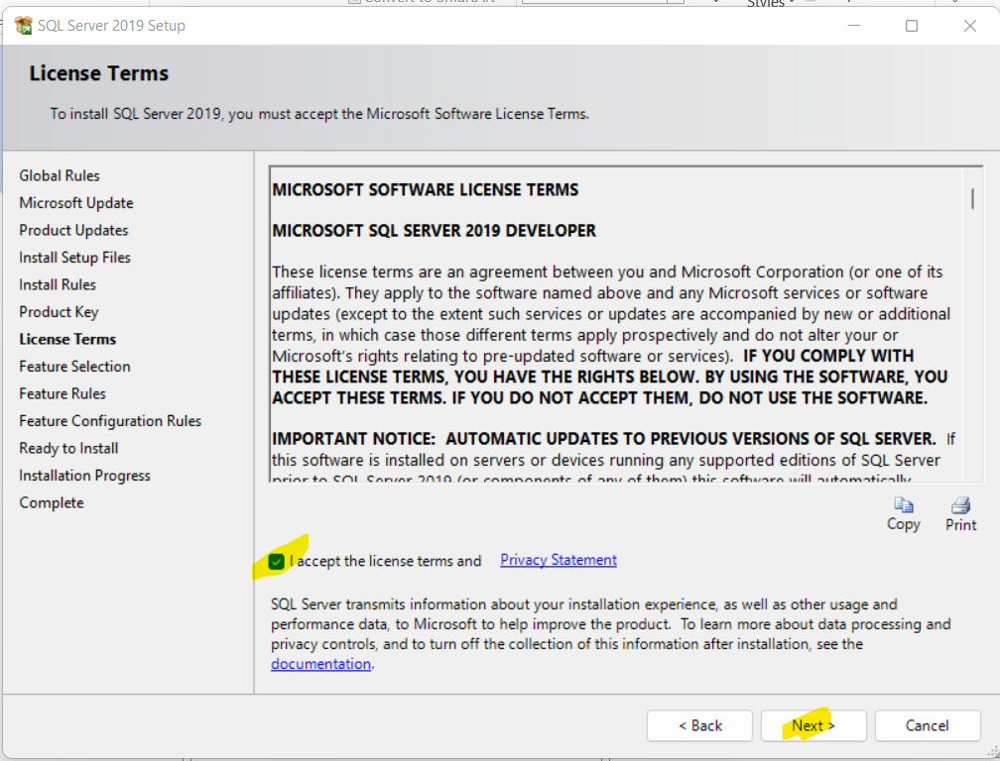 Convert to SmartArt
Styles
SQL Server 2019 Setup
License Terms
To install SQL Server 2019, you must accept the Microsoft Software License Terms.
Global Rules
Microsoft Update
Product Updates
Install Setup Files
Install Rules
Product Key
License Terms
Feature Selection
Feature Rules
Feature Configuration Rules
Ready to Install
Installation Progress
Complete
MICROSOFT SOFTWARE LICENSE TERMS
MICROSOFT SQL SERVER 2019 DEVELOPER
These license terms are an agreement between you and Microsoft Corporation (or one of its
affiliates). They apply to the software named above and any Microsoft services or software
updates (except to the extent such services or updates are accompanied by new or additional
terms, in which case those different terms apply prospectively and do not alter your or
Microsoft's rights relating to pre-updated software or services). IF YOU COMPLY WITH
THESE LICENSE TERMS, YOU HAVE THE RIGHTS BELOW. BY USING THE SOFTWARE, YOU
ACCEPT THESE TERMS. IF YOU DO NOT ACCEPT THEM, DO NOT USE THE SOFTWARE.
IMPORTANT NOTICE: AUTOMATIC UPDATES TO PREVIOUS VERSIONS OF SQL SERVER. If
this software is installed on servers or devices running any supported editions of SQL Server
prior to SQL Server 2019 (or components of any of them) this software will automatically
Copy
Print
I accept the license terms and Privacy Statement
SQL Server transmits information about your installation experience, as well as other usage and
performance data, to Microsoft to help improve the product. To learn more about data processing and
privacy controls, and to turn off the collection of this information after installation, see the
documentation.
< Back
Next >
Cancel